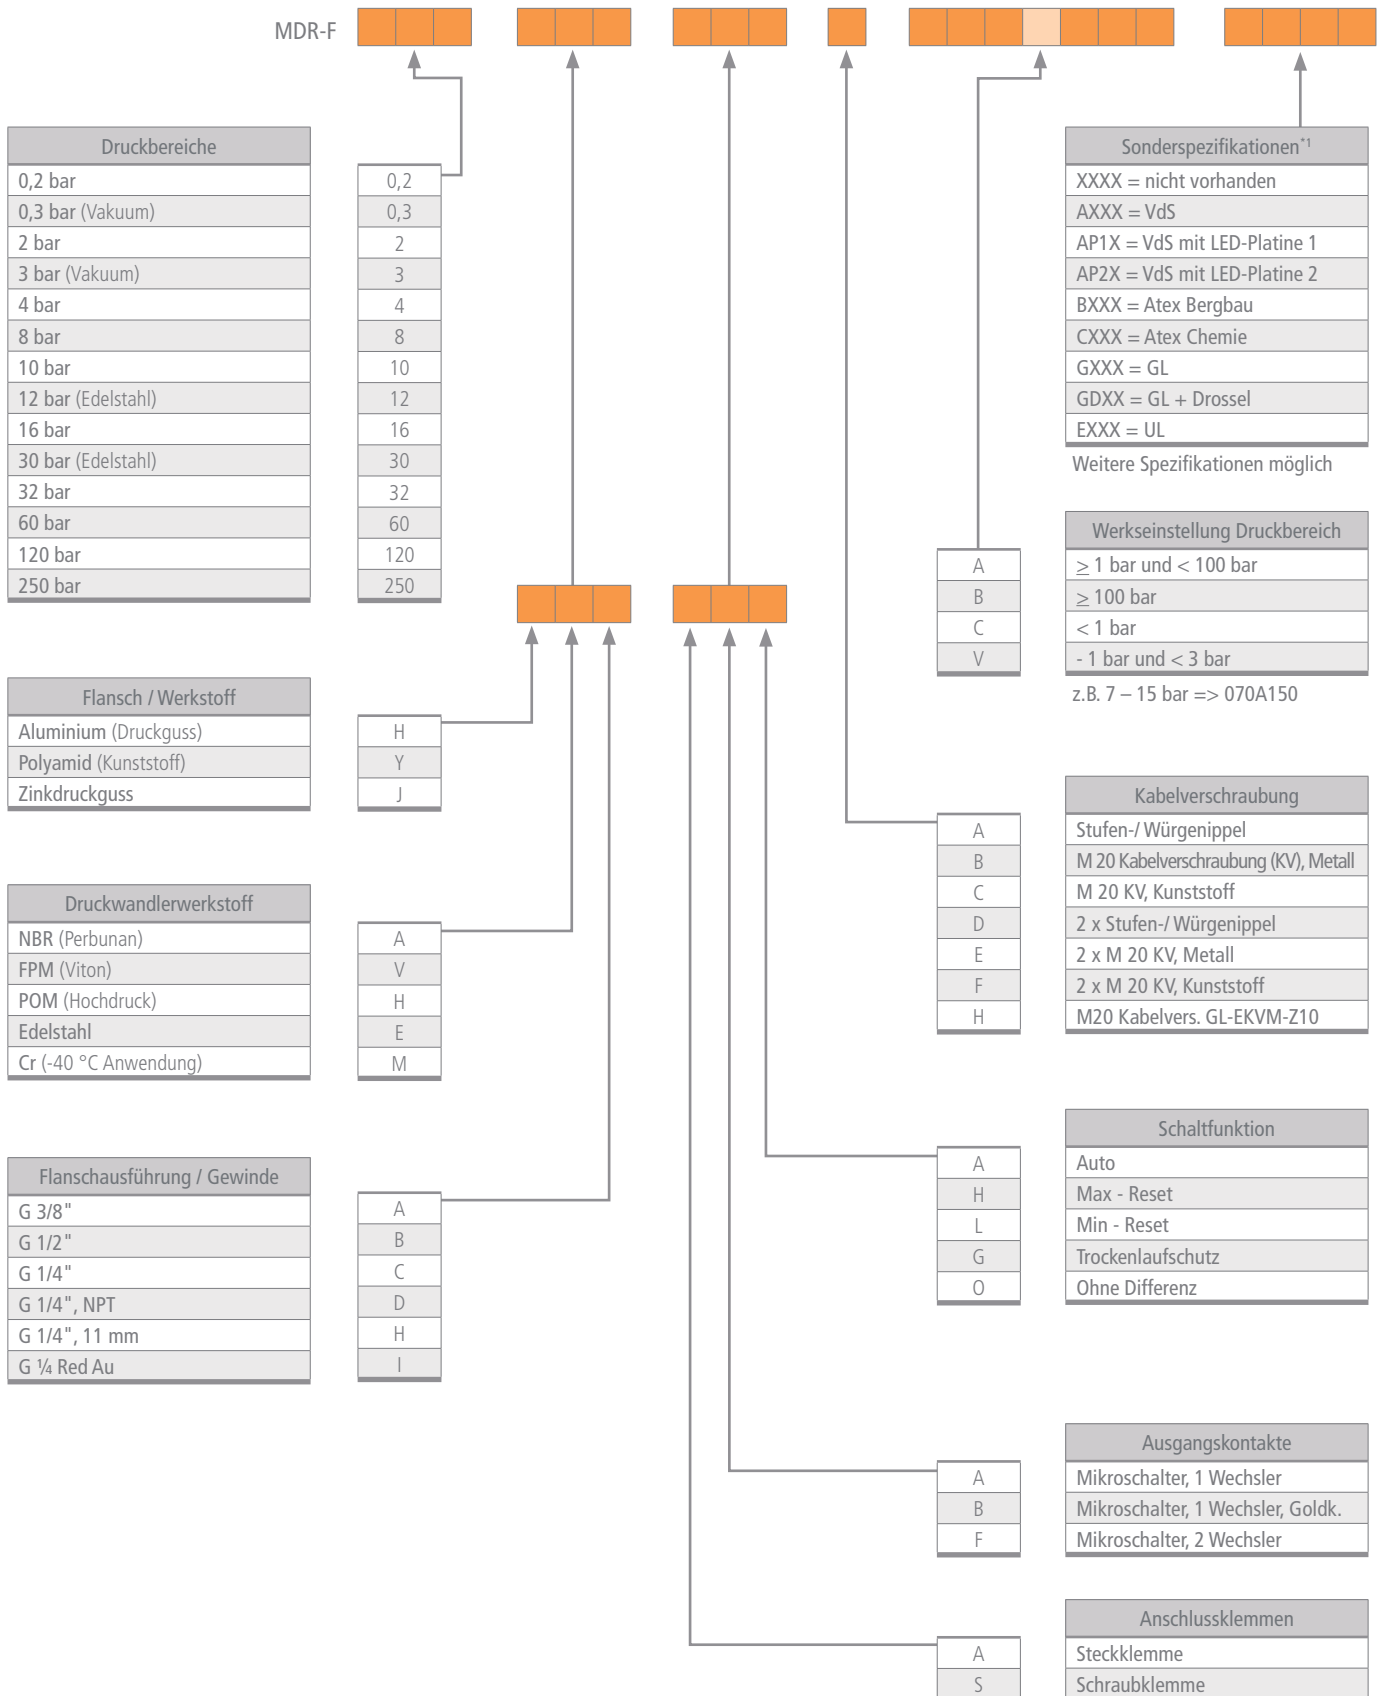 MDR-F
Druckbereiche
0,2 bar 0,2
0,3 bar (Vakuum) 0,3
2 bar 2
3 bar (Vakuum) 3
4 bar 4
8 bar 8
10 bar 10
12 bar (Edelstahl) 12
16 bar 16
30 bar (Edelstahl) 30
32 bar 32
60 bar 60
120 bar 120
250 bar 250
Flansch / Werkstoff
Aluminium (Druckguss) H
Polyamid (Kunststoff) Y
Zinkdruckguss J
Druckwandlerwerkstoff
NBR (Perbunan) A
FPM (Viton) V
POM (Hochdruck) H
Edelstahl E
Cr (-40 °C Anwendung) M
Flanschausführung / Gewinde
G 3/8" A
G 1/2" B
G 1/4" C
G 1/4", NPT D
G 1/4", 11 mm H
G ¼ Red Au I
Sonderspezifikationen*1
XXXX = nicht vorhanden
AXXX = VdS
AP1X = VdS mit LED-Platine 1
AP2X = VdS mit LED-Platine 2
BXXX = Atex Bergbau
CXXX = Atex Chemie
GXXX = GL
GDXX = GL + Drossel
EXXX = UL
Weitere Spezifikationen möglich
Werkseinstellung Druckbereich
A ≥ 1 bar und < 100 bar
B ≥ 100 bar
C < 1 bar
V - 1 bar und < 3 bar
z.B. 7 – 15 bar => 070A150
Kabelverschraubung
A Stufen-/ Würgenippel
B M 20 Kabelverschraubung (KV), Metall
C M 20 KV, Kunststoff
D 2 x Stufen-/ Würgenippel
E 2 x M 20 KV, Metall
F 2 x M 20 KV, Kunststoff
H M20 Kabelvers. GL-EKVM-Z10
Schaltfunktion
A Auto
H Max - Reset
L Min - Reset
G Trockenlaufschutz
O Ohne Differenz
Ausgangskontakte
A Mikroschalter, 1 Wechsler
B Mikroschalter, 1 Wechsler, Goldk.
F Mikroschalter, 2 Wechsler
Anschlussklemmen
A Steckklemme
S Schraubklemme